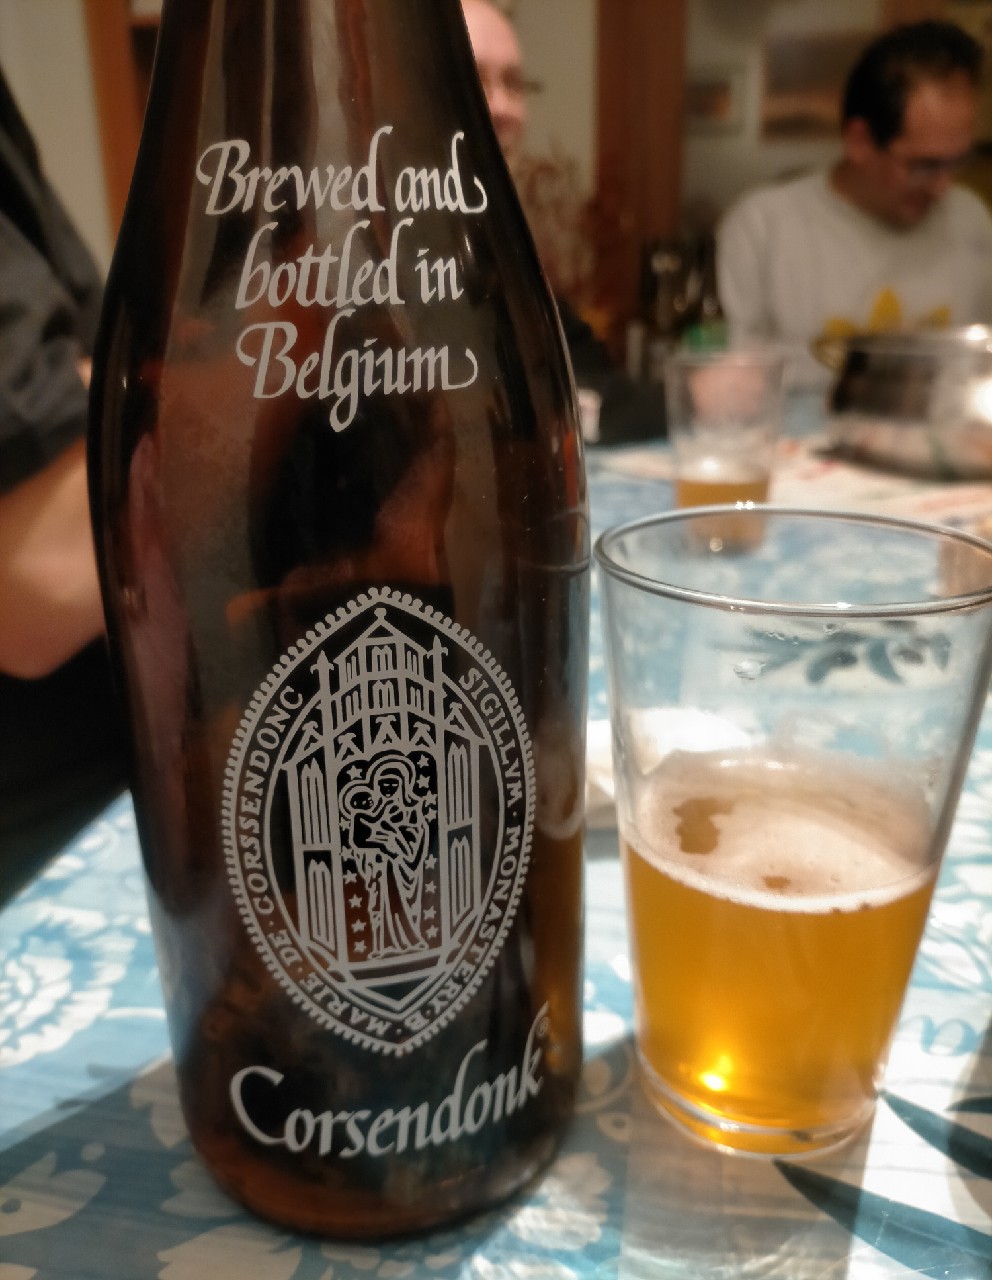 Brewed and
bottled in
Belgium
SIGILLVM · MONASTERY · B · MARIE · DE · CORSSENDONC
Corsendonk®